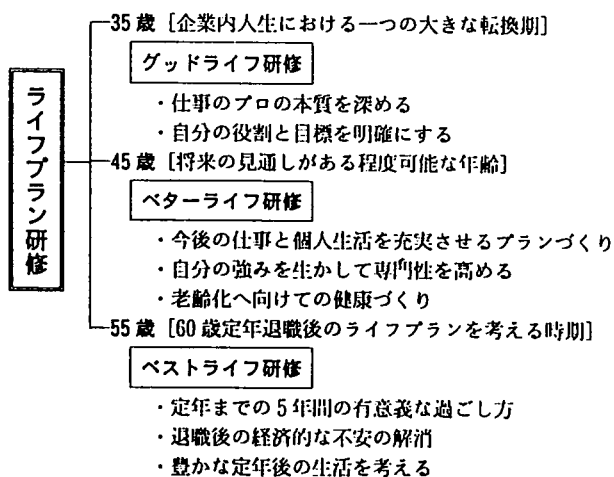 ライフプラン研修
35歳 [企業内人生における一つの大きな転換期]
グッドライフ研修
・仕事のプロの本質を深める
・自分の役割と目標を明確にする
45歳 [将来の見通しがある程度可能な年齢]
ベターライフ研修
・今後の仕事と個人生活を充実させるプランづくり
・自分の強みを生かして専門性を高める
・老齢化へ向けての健康づくり
55歳 [60歳定年退職後のライフプランを考える時期]
ベストライフ研修
・定年までの5年間の有意義な過ごし方
・退職後の経済的な不安の解消
・豊かな定年後の生活を考える